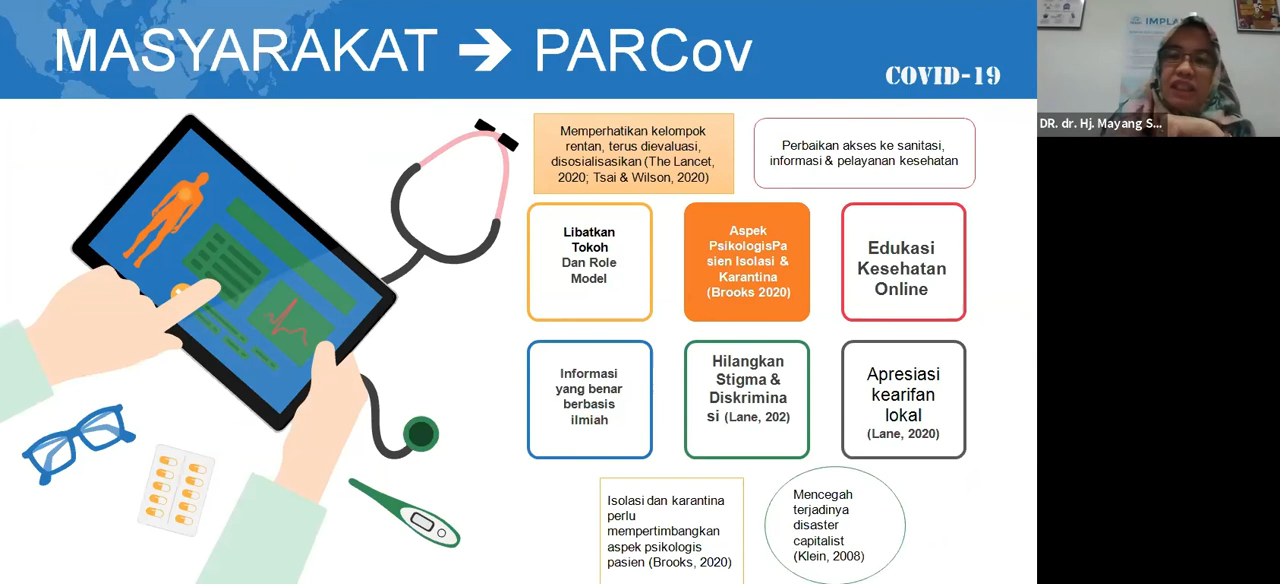 MASYARAKAT → PARCov
COVID-19
Memperhatikan kelompok
rentan, terus dievaluasi,
disosialisasikan (The Lancet,
2020; Tsai & Wilson, 2020)
Perbaikan akses ke sanitasi,
informasi & pelayanan kesehatan
Libatkan
Tokoh
Dan Role
Model
Aspek
PsikologisPa
sien Isolasi &
Karantina
(Brooks 2020)
Edukasi
Kesehatan
Online
Informasi
yang benar
berbasis
ilmiah
Hilangkan
Stigma &
Diskrimina
si (Lane, 202)
Apresiasi
kearifan
lokal
(Lane, 2020)
Isolasi dan karantina
perlu
mempertimbangkan
aspek psikologis
pasien (Brooks, 2020)
Mencegah
terjadinya
disaster
capitalist
(Klein, 2008)
DR. dr. Hj. Mayang S...